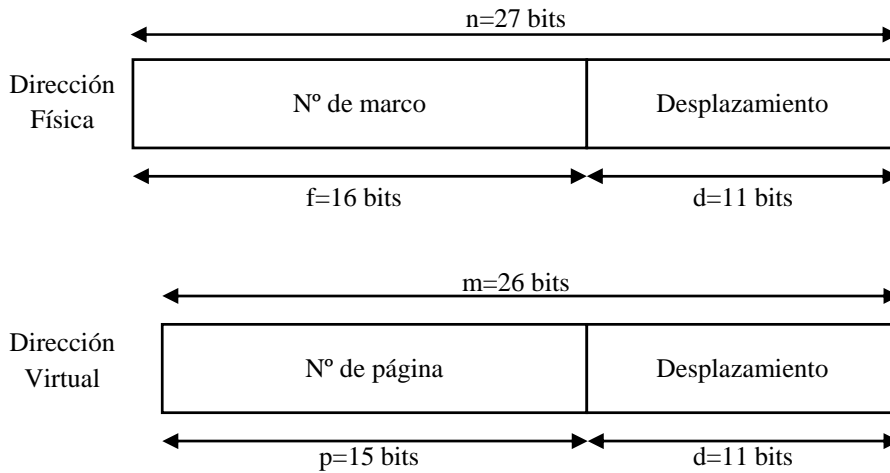 n=27 bits
Dirección
Física
Nº de marco
Desplazamiento
f=16 bits
d=11 bits
m=26 bits
Dirección
Virtual
Nº de página
Desplazamiento
p=15 bits
d=11 bits